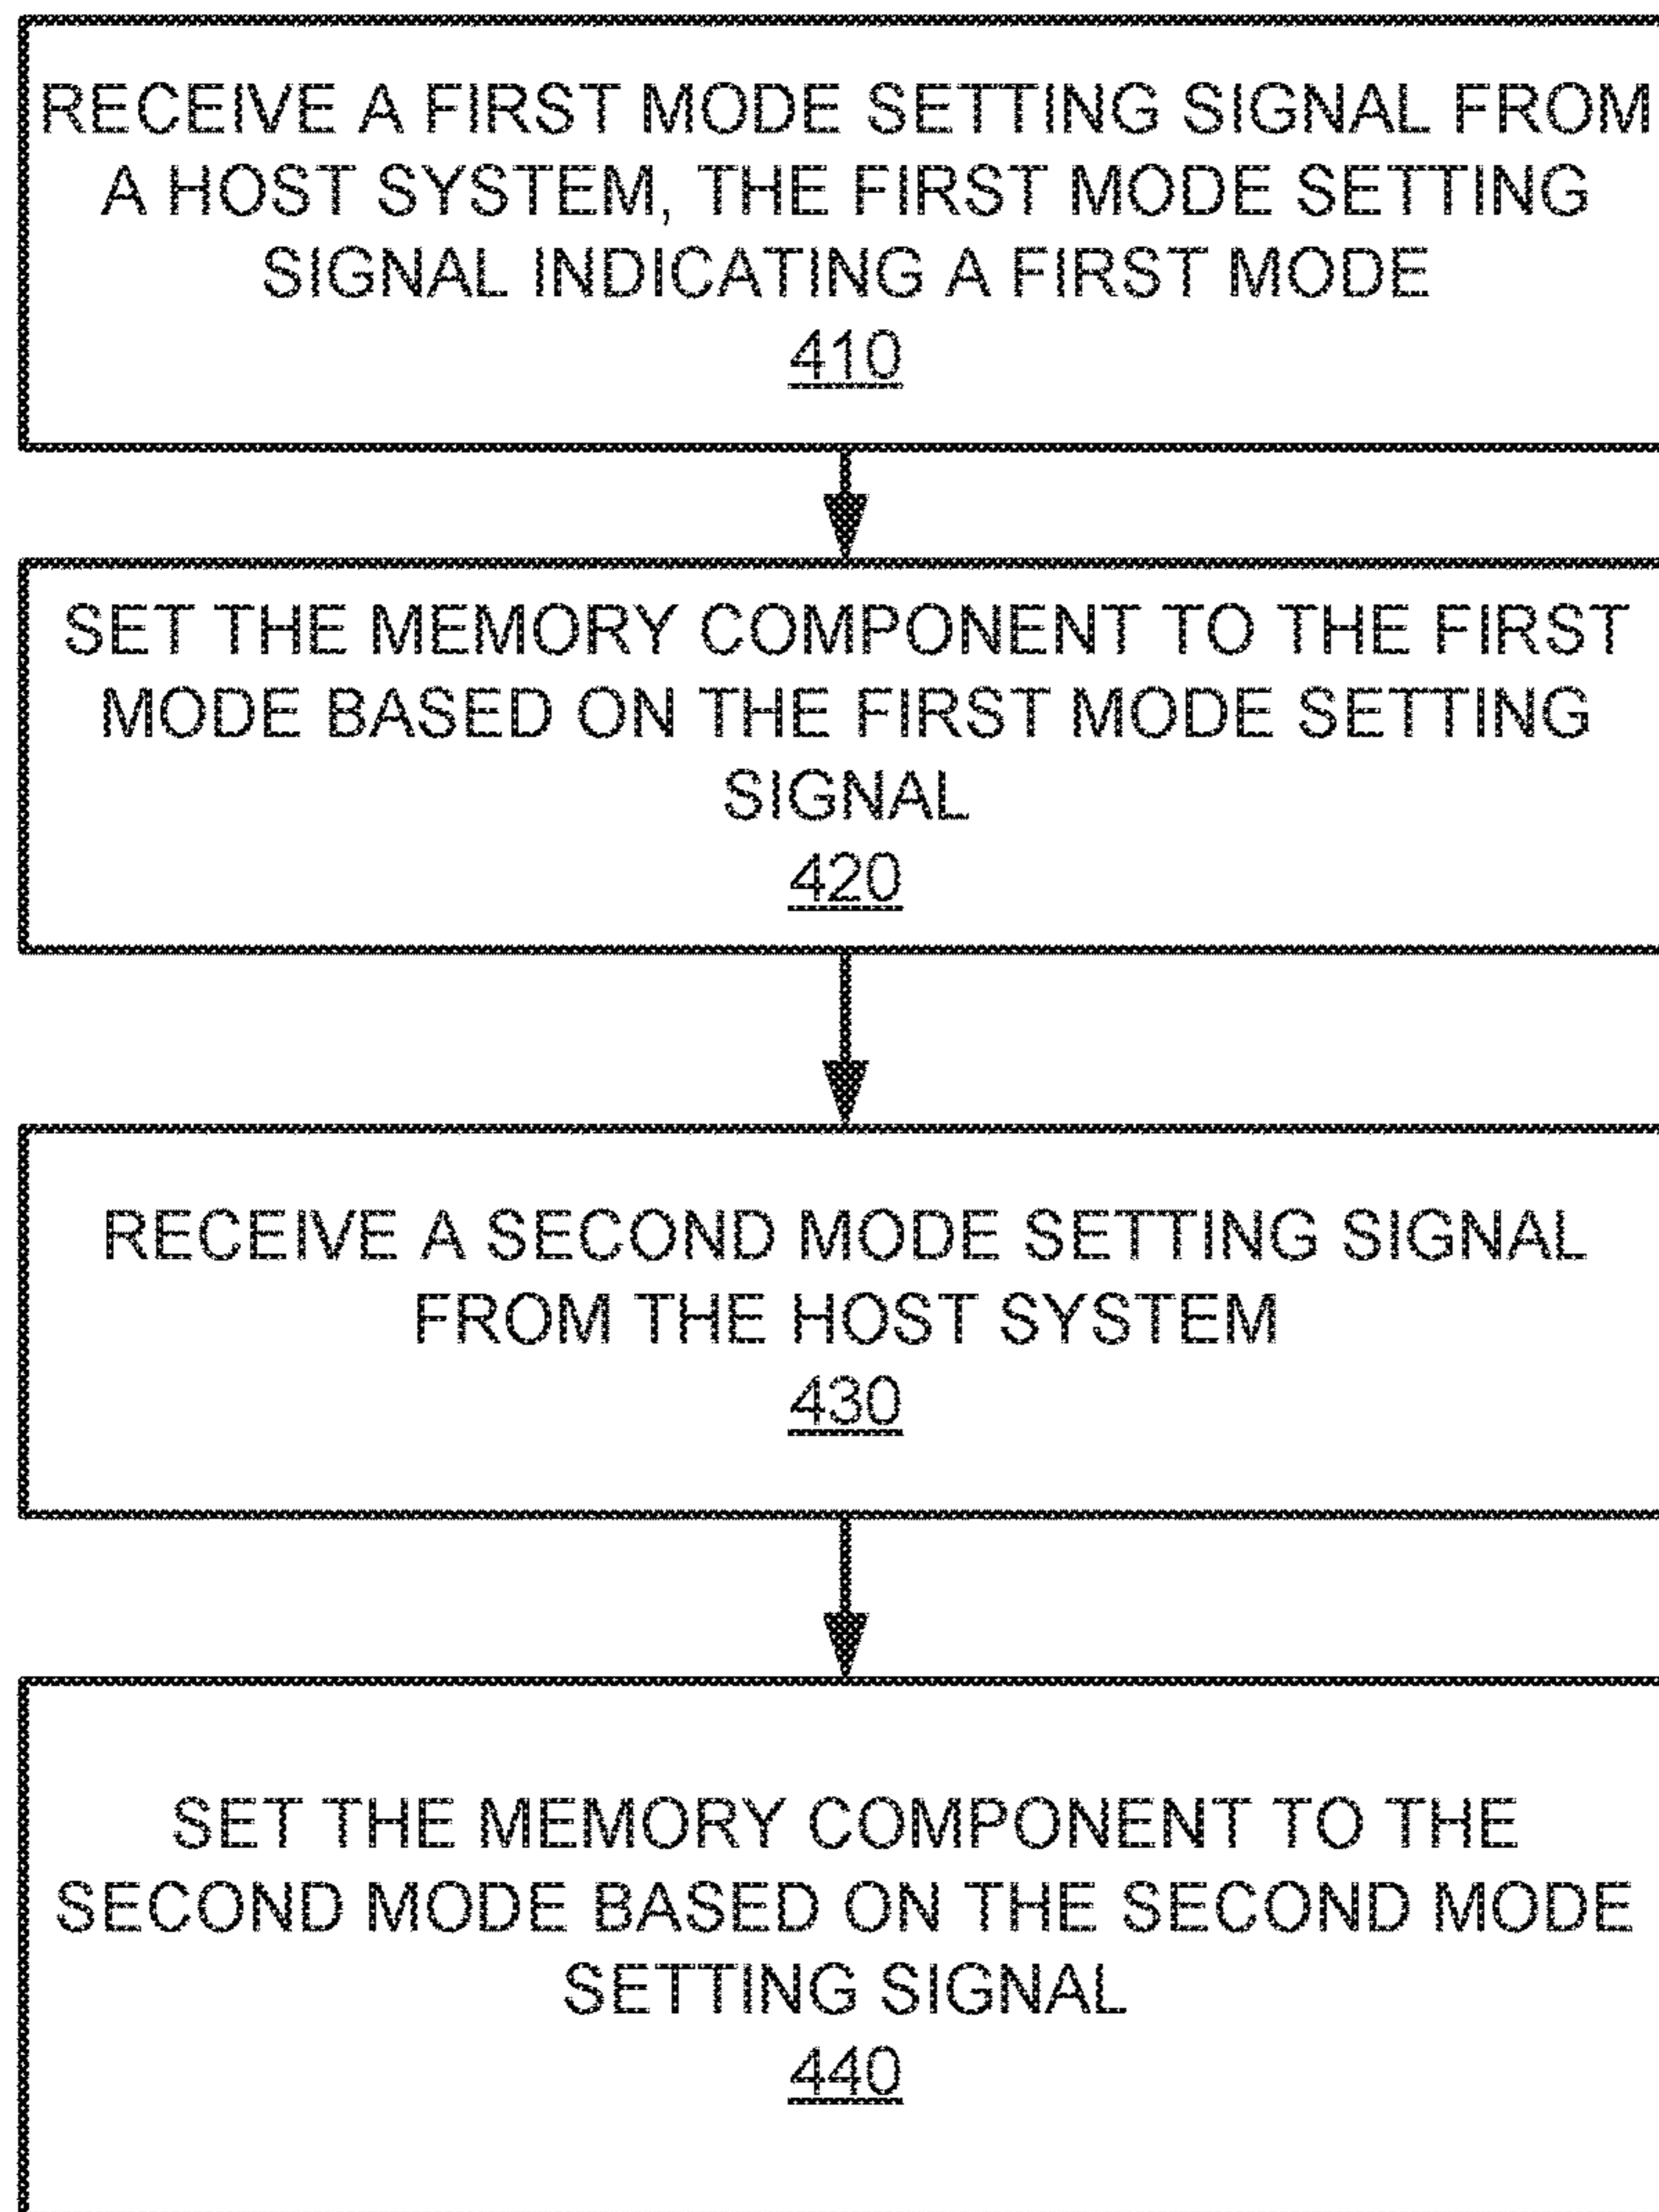 RECEIVE A FIRST MODE SETTING SIGNAL FROM
A HOST SYSTEM, THE FIRST MODE SETTING
SIGNAL INDICATING A FIRST MODE
410
SET THE MEMORY COMPONENT TO THE FIRST
MODE BASED ON THE FIRST MODE SETTING
SIGNAL
420
RECEIVE A SECOND MODE SETTING SIGNAL
FROM THE HOST SYSTEM
430
SET THE MEMORY COMPONENT TO THE
SECOND MODE BASED ON THE SECOND MODE
SETTING SIGNAL
440